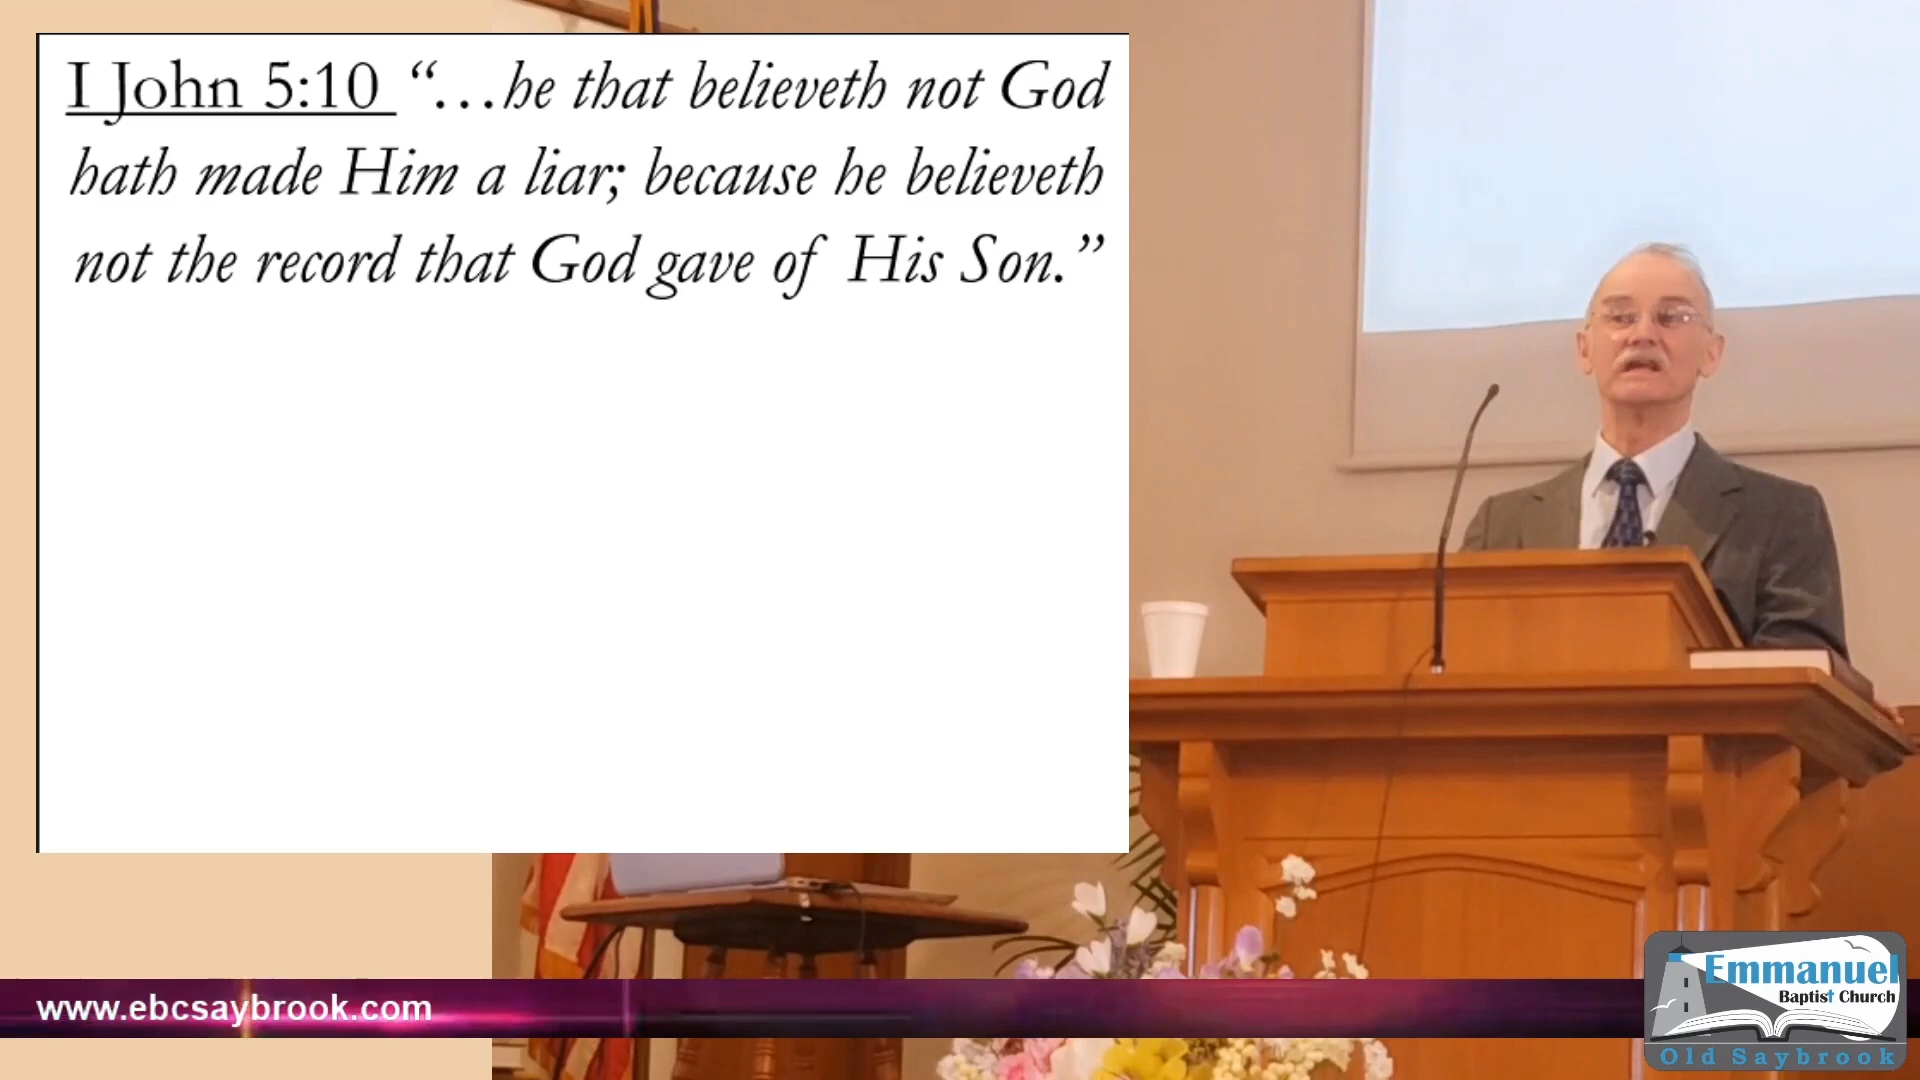 I John 5:10 “…he that believeth not God
hath made Him a liar; because he believeth
not the record that God gave of His Son.”
www.ebcsaybrook.com
Emmanuel
Baptist Church
Old Saybrook